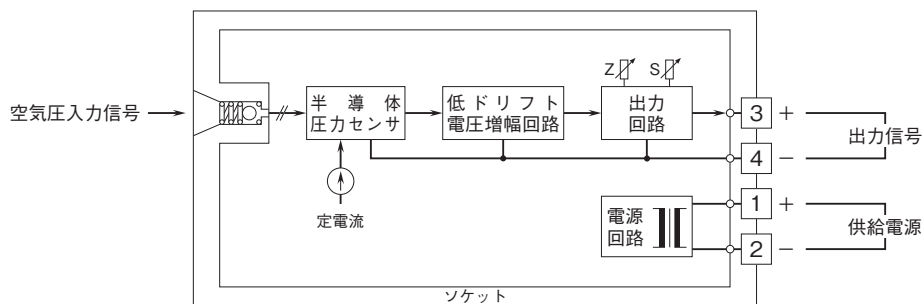 Z
S
空気圧入力信号
半導体
圧力センサ
低ドリフト
電圧増幅回路
出力
回路
3 +
出力信号
4 −
定電流
電源
回路
1 +
供給電源
2 −
ソケット